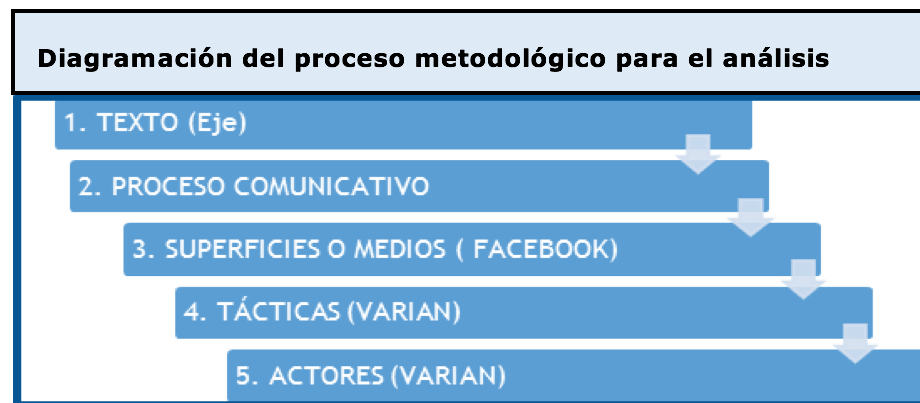 Diagramación del proceso metodológico para el análisis
1. TEXTO (Eje)
2. PROCESO COMUNICATIVO
3. SUPERFICIES O MEDIOS ( FACEBOOK)
4. TÁCTICAS (VARIAN)
5. ACTORES (VARIAN)